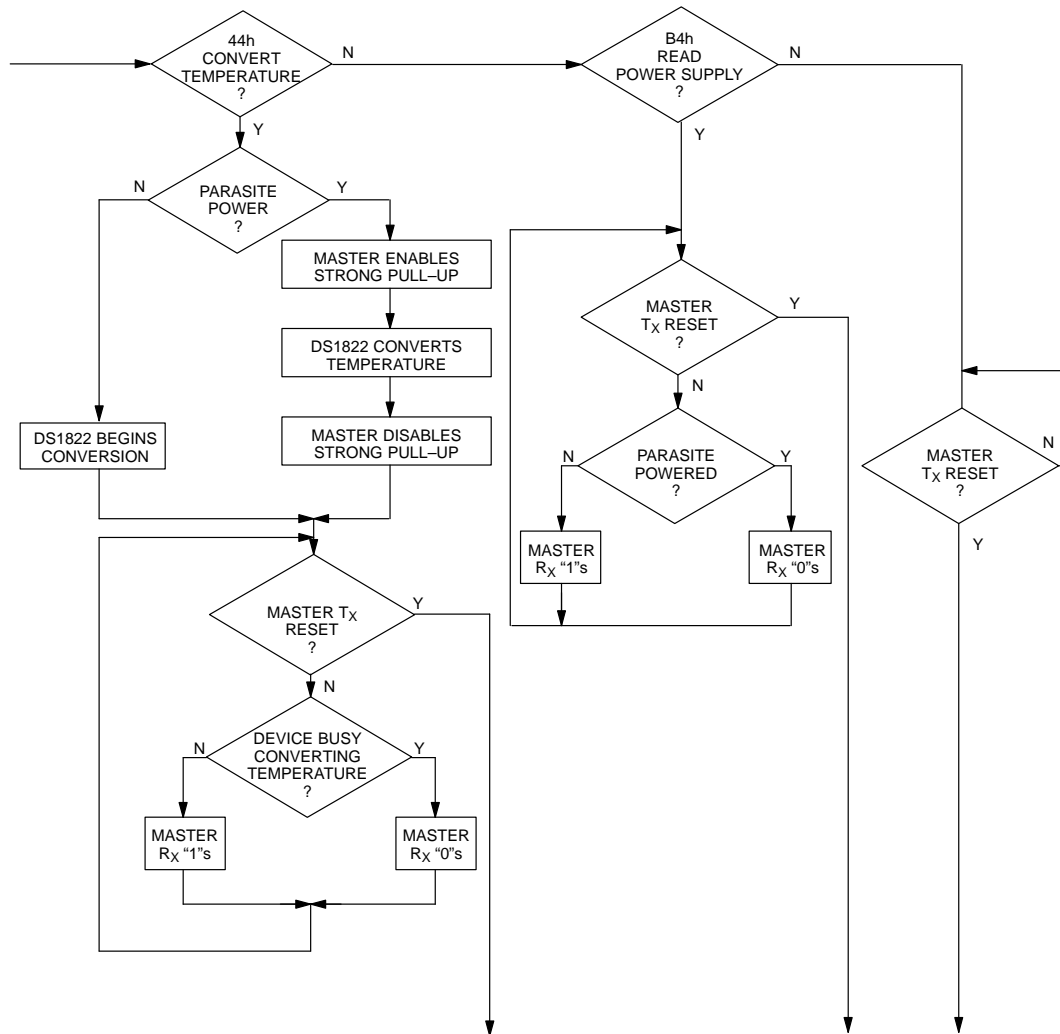 44h
CONVERT
TEMPERATURE
?
N
Y
B4h
READ
POWER SUPPLY
?
N
Y
N
PARASITE
POWER
?
Y
MASTER ENABLES
STRONG PULL–UP
DS1822 CONVERTS
TEMPERATURE
MASTER DISABLES
STRONG PULL–UP
DS1822 BEGINS
CONVERSION
MASTER TX
RESET
?
Y
N
N
DEVICE BUSY
CONVERTING
TEMPERATURE
?
Y
MASTER
RX “1”s
MASTER
RX “0”s
MASTER
TX RESET
?
Y
N
N
PARASITE
POWERED
?
Y
MASTER
RX “1”s
MASTER
RX “0”s
MASTER
TX RESET
?
N
Y